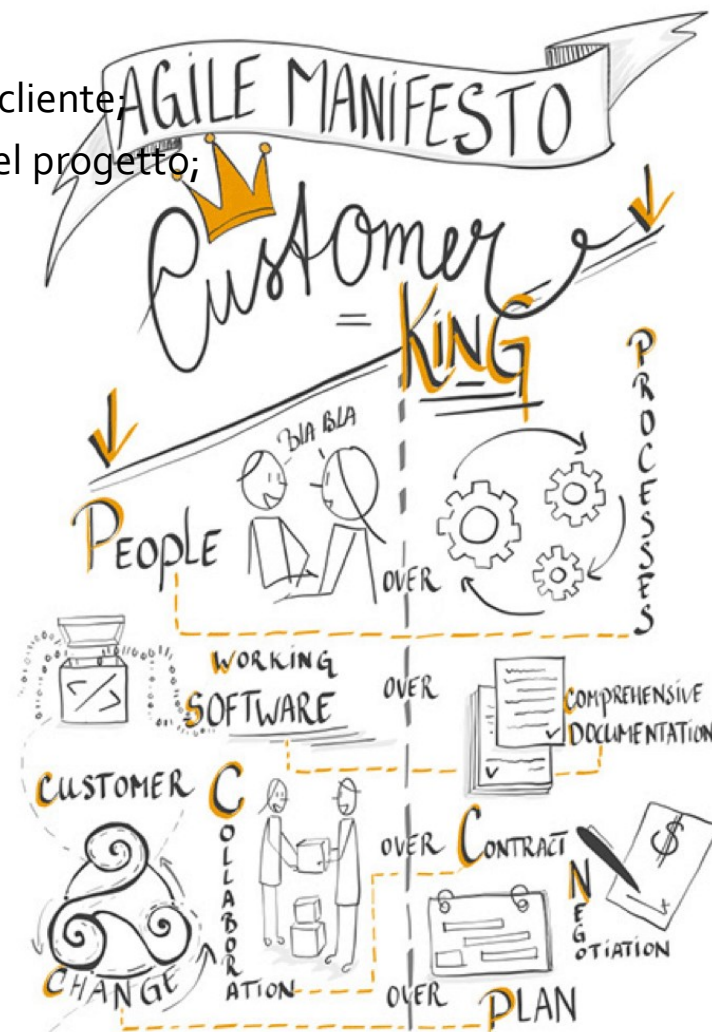 cliente;
el progetto;
AGILE MANIFESTO
Customer
=
KING
BLA BLA
PEOPLE
OVER
PROCESSES
WORKING
SOFTWARE
OVER
COMPREHENSIVE
DOCUMENTATION
</>
CUSTOMER
COLLABORATION
OVER
CONTRACT
NEGOTIATION
$
CHANGE
OVER
PLAN